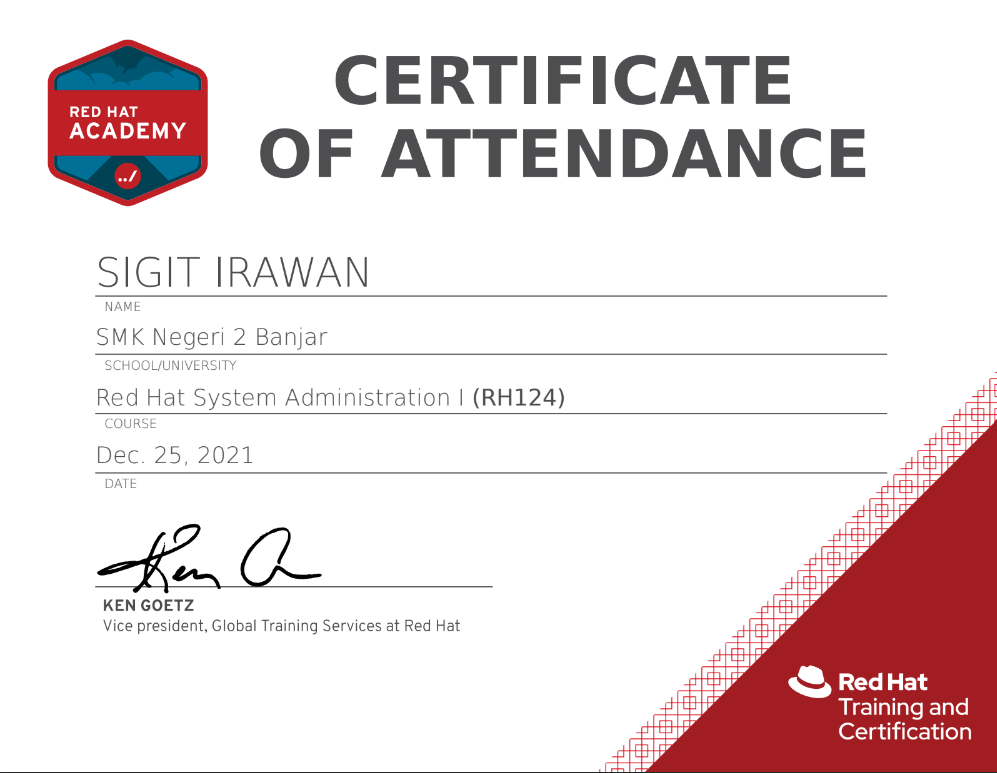 RED HAT
ACADEMY
../
CERTIFICATE
OF ATTENDANCE
SIGIT IRAWAN
NAME
SMK Negeri 2 Banjar
SCHOOL/UNIVERSITY
Red Hat System Administration I (RH124)
COURSE
Dec. 25, 2021
DATE
KEN GOETZ
Vice president, Global Training Services at Red Hat
Red Hat
Training and
Certification